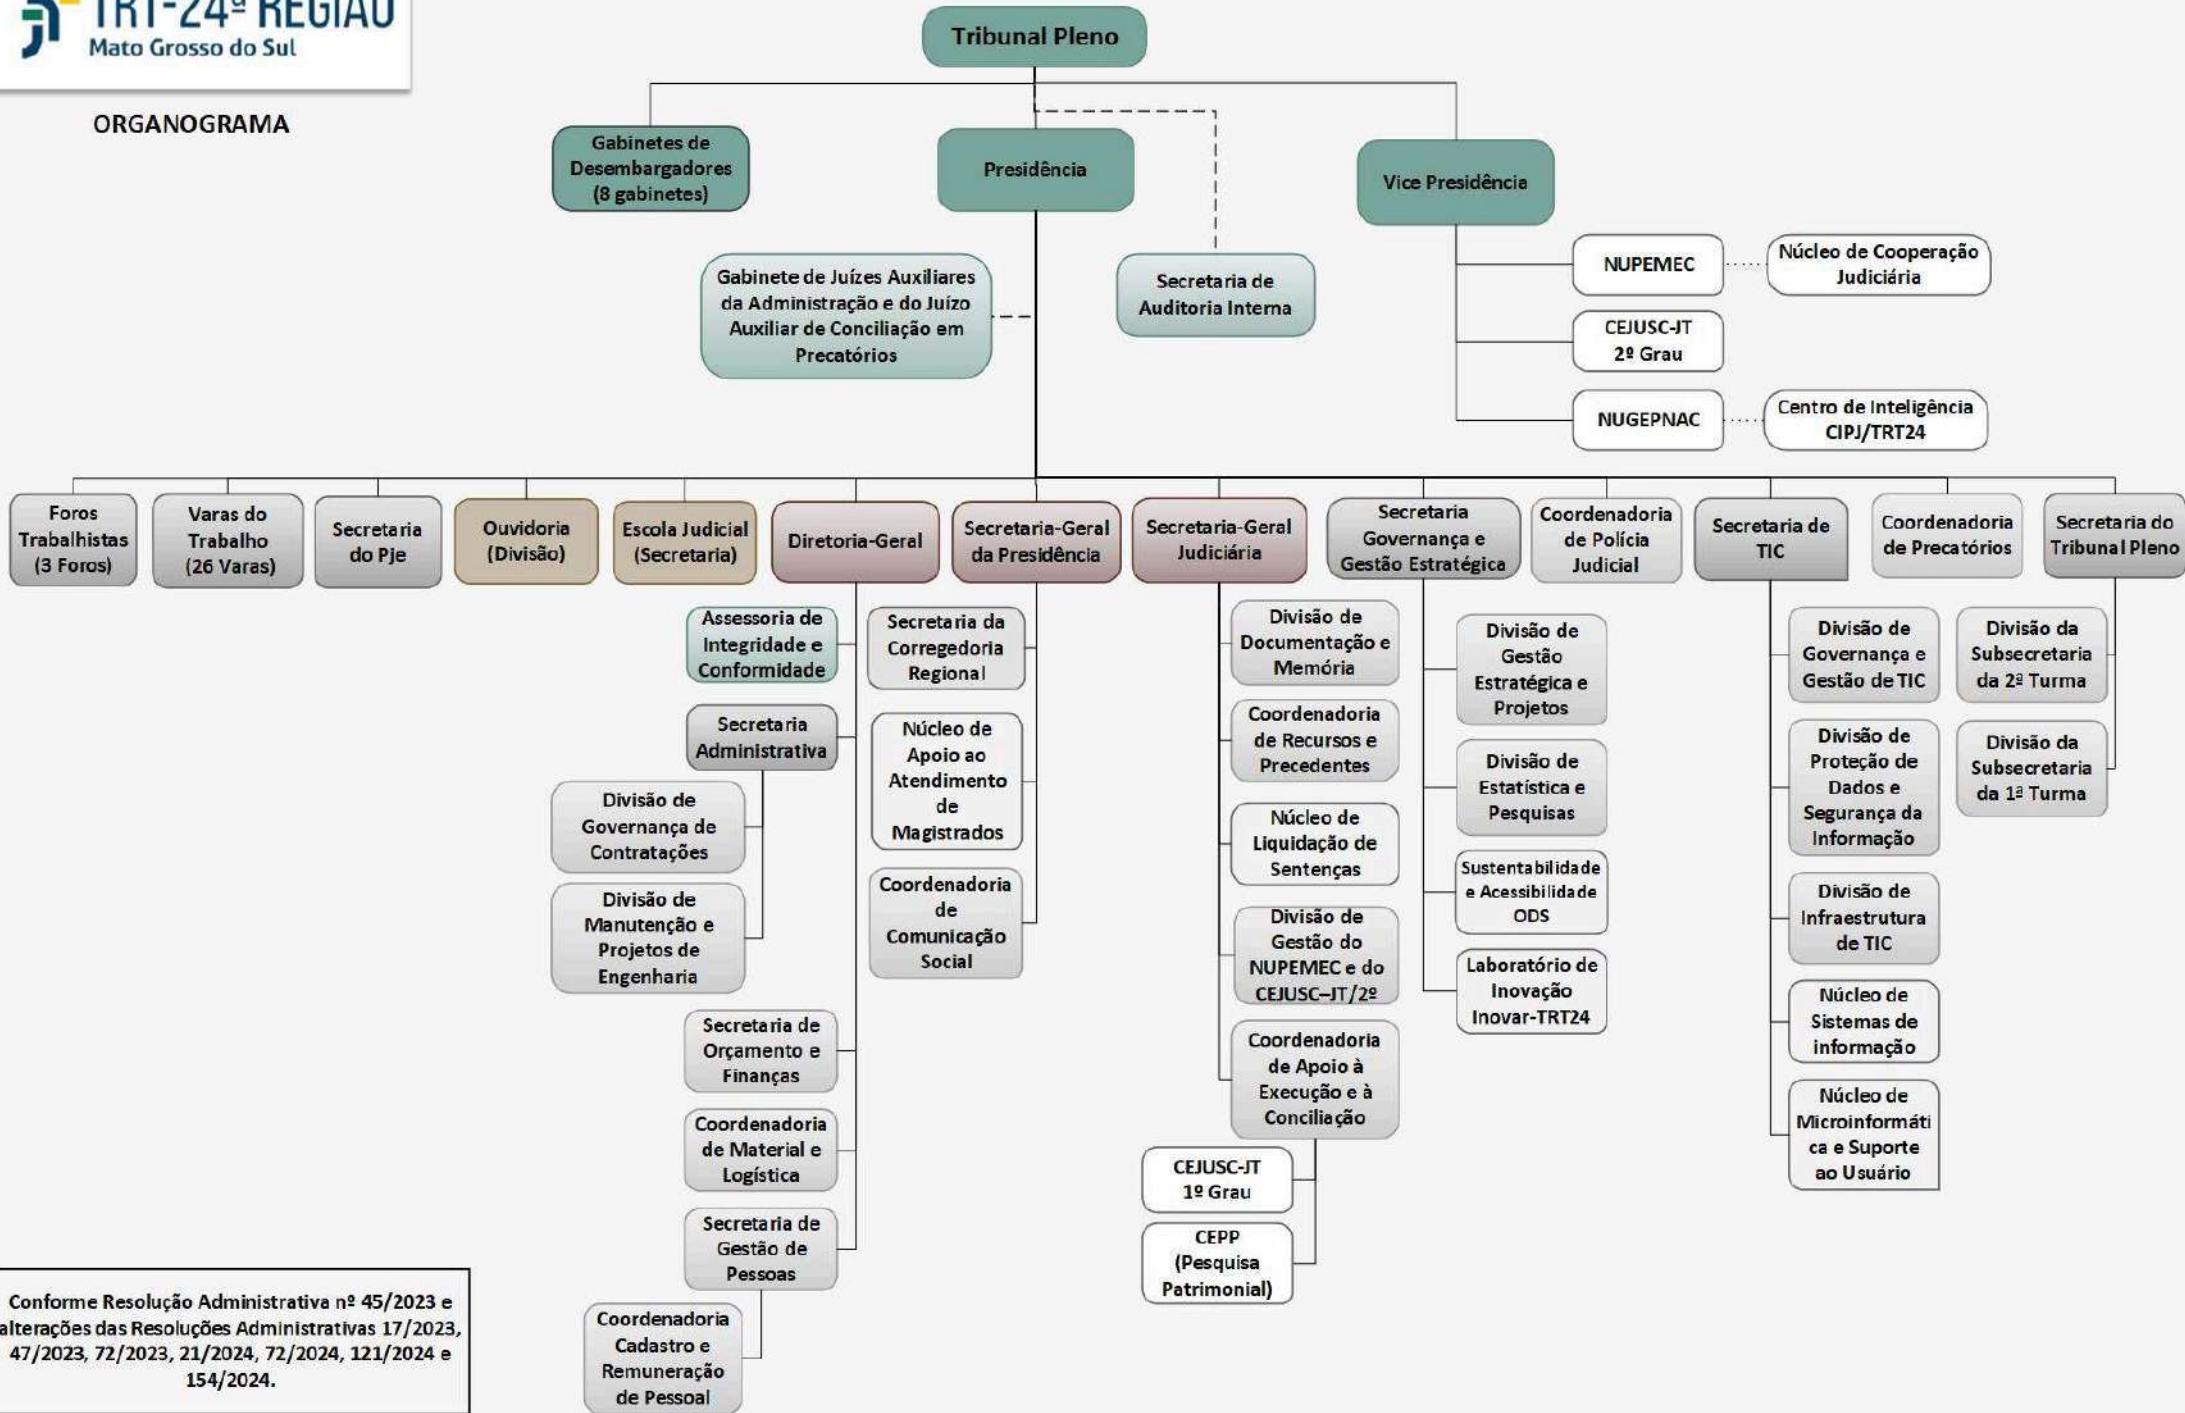 TRT-24ª REGIÃO
Mato Grosso do Sul
ORGANOGRAMA
Tribunal Pleno
Gabinetes de
Desembargadores
(8 gabinetes)
Presidência
Vice Presidência
Gabinete de Juízes Auxiliares
da Administração e do Juízo
Auxiliar de Conciliação em
Precatórios
Secretaria de
Auditoria Interna
NUPEMEC
Núcleo de Cooperação
Judiciária
CEJUSC-JT
2º Grau
NUGEPNAC
Centro de Inteligência
CIPJ/TRT24
Foros
Trabalhistas
(3 Foros)
Varas do
Trabalho
(26 Varas)
Secretaria
do Pje
Ouvidoria
(Divisão)
Escola Judicial
(Secretaria)
Diretoria-Geral
Secretaria-Geral
da Presidência
Secretaria-Geral
Judiciária
Secretaria
Governança e
Gestão Estratégica
Coordenadoria
de Polícia
Judicial
Secretaria de
TIC
Coordenadoria
de Precatórios
Secretaria do
Tribunal Pleno
Assessoria de
Integridade e
Conformidade
Secretaria
Administrativa
Divisão de
Governança de
Contratações
Divisão de
Manutenção e
Projetos de
Engenharia
Secretaria de
Orçamento e
Finanças
Coordenadoria
de Material e
Logística
Secretaria de
Gestão de
Pessoas
Coordenadoria
Cadastro e
Remuneração
de Pessoal
Secretaria da
Corregedoria
Regional
Núcleo de
Apoio ao
Atendimento
de
Magistrados
Coordenadoria
de
Comunicação
Social
Divisão de
Documentação e
Memória
Coordenadoria
de Recursos e
Precedentes
Núcleo de
Liquidação de
Sentenças
Divisão de
Gestão do
NUPEMEC e do
CEJUSC–JT/2º
Coordenadoria
de Apoio à
Execução e à
Conciliação
CEJUSC-JT
1º Grau
CEPP
(Pesquisa
Patrimonial)
Divisão de
Gestão
Estratégica e
Projetos
Divisão de
Estatística e
Pesquisas
Sustentabilidade
e Acessibilidade
ODS
Laboratório de
Inovação
Inovar-TRT24
Divisão de
Governança e
Gestão de TIC
Divisão de
Proteção de
Dados e
Segurança da
Informação
Divisão de
Infraestrutura
de TIC
Núcleo de
Sistemas de
informação
Núcleo de
Microinformáti
ca e Suporte
ao Usuário
Divisão da
Subsecretaria
da 2ª Turma
Divisão da
Subsecretaria
da 1ª Turma
Conforme Resolução Administrativa nº 45/2023 e
alterações das Resoluções Administrativas 17/2023,
47/2023, 72/2023, 21/2024, 72/2024, 121/2024 e
154/2024.